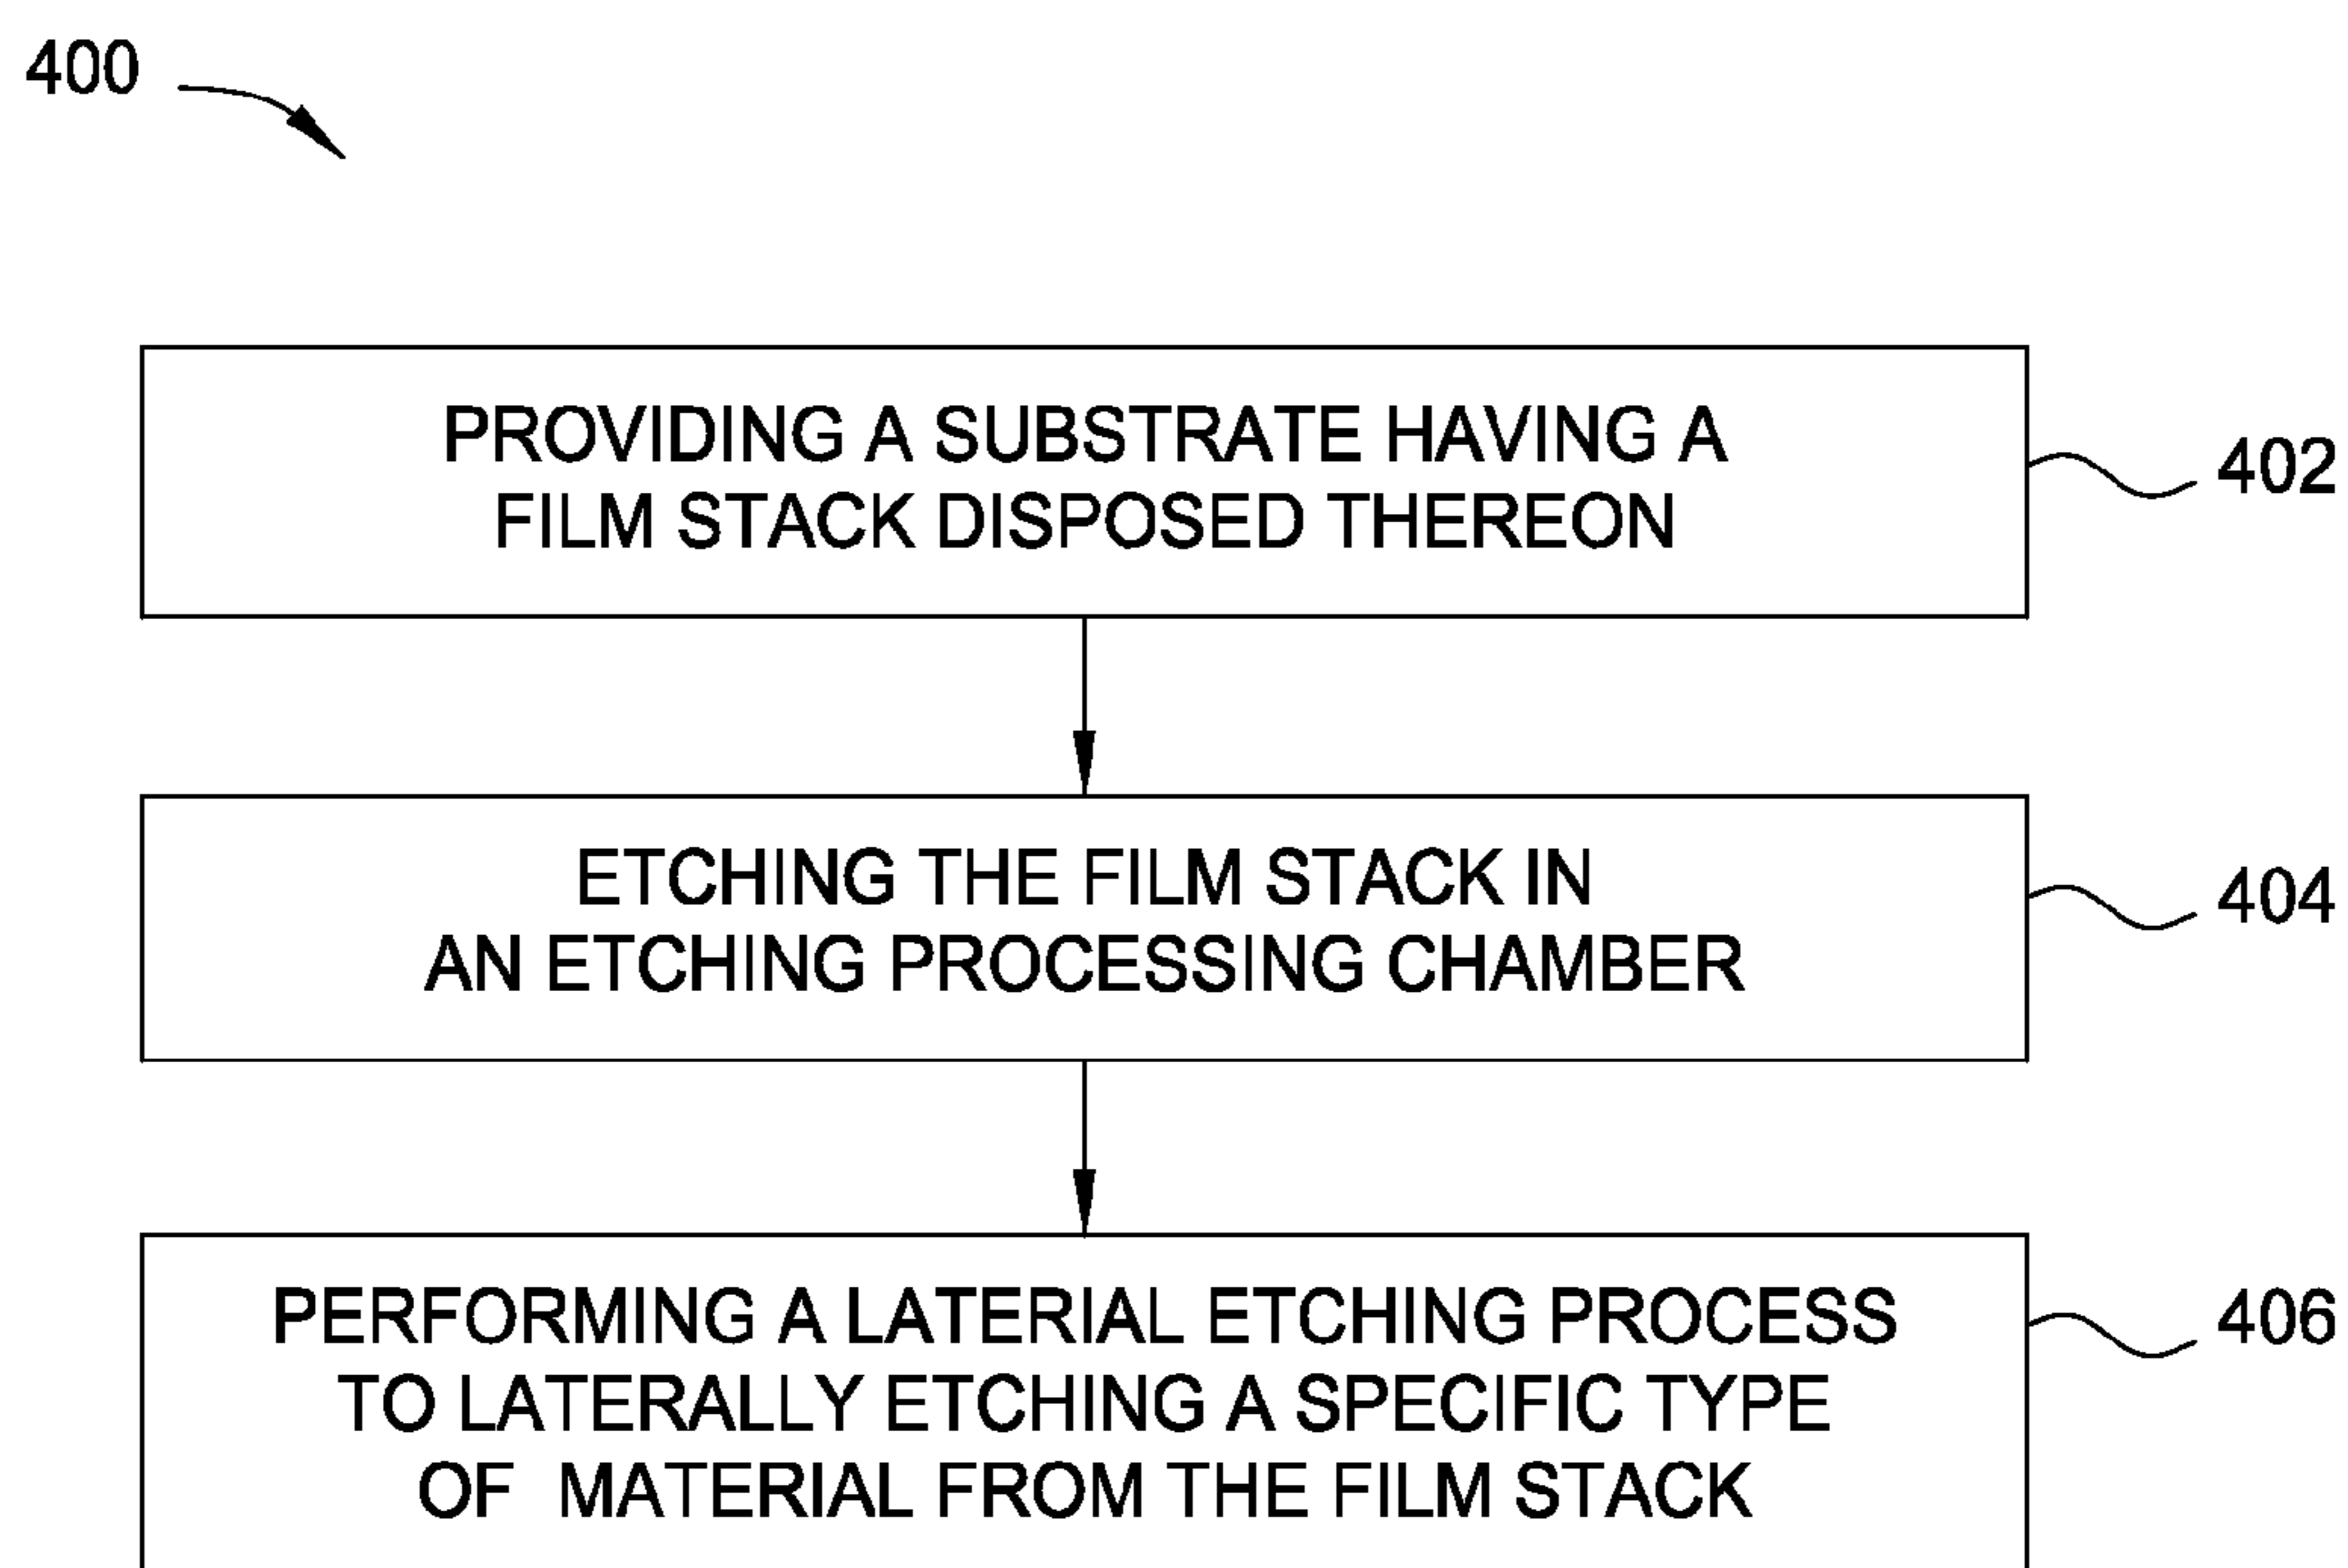 400
PROVIDING A SUBSTRATE HAVING A
FILM STACK DISPOSED THEREON
402
ETCHING THE FILM STACK IN
AN ETCHING PROCESSING CHAMBER
404
PERFORMING A LATERIAL ETCHING PROCESS
TO LATERALLY ETCHING A SPECIFIC TYPE
OF MATERIAL FROM THE FILM STACK
406